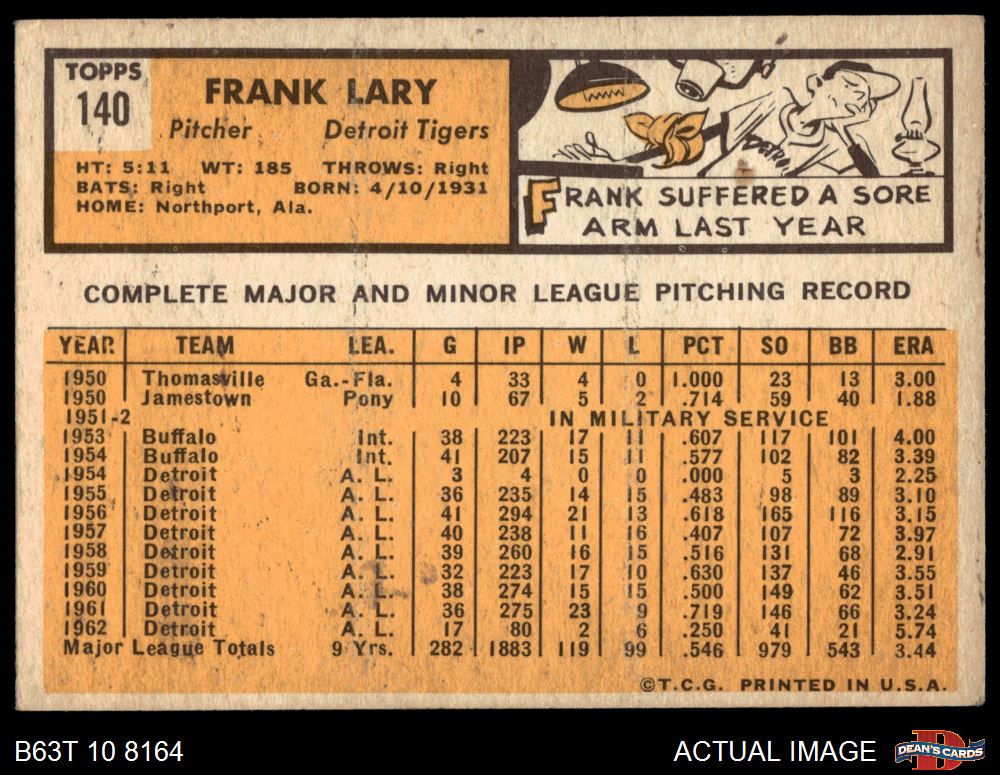 TOPPS
140
FRANK LARY
Pitcher Detroit Tigers
HT: 5:11 WT: 185 THROWS: Right
BATS: Right BORN: 4/10/1931
HOME: Northport, Ala.
DETROI
FRANK SUFFERED A SORE
ARM LAST YEAR
COMPLETE MAJOR AND MINOR LEAGUE PITCHING RECORD
YEAR TEAM LEA. G IP W L PCT SO BB ERA
1950 Thomasville Ga.-Fla. 4 33 4 0 1.000 23 13 3.00
1950 Jamestown Pony 10 67 5 2 .714 59 40 1.88
1951-2 IN MILITARY SERVICE
1953 Buffalo Int. 38 223 17 11 .607 117 101 4.00
1954 Buffalo Int. 41 207 15 11 .577 102 82 3.39
1954 Detroit A. L. 3 4 0 0 .000 5 3 2.25
1955 Detroit A. L. 36 235 14 15 .483 98 89 3.10
1956 Detroit A. L. 41 294 21 13 .618 165 116 3.15
1957 Detroit A. L. 40 238 11 16 .407 107 72 3.97
1958 Detroit A. L. 39 260 16 15 .516 131 68 2.91
1959 Detroit A. L. 32 223 17 10 .630 137 46 3.55
1960 Detroit A. L. 38 274 15 15 .500 149 62 3.51
1961 Detroit A. L. 36 275 23 9 .719 146 66 3.24
1962 Detroit A. L. 17 80 2 6 .250 41 21 5.74
Major League Totals 9 Yrs. 282 1883 119 99 .546 979 543 3.44
©T.C.G. PRINTED IN U.S.A.
B63T 10 8164 ACTUAL IMAGE DEAN'S CARDS